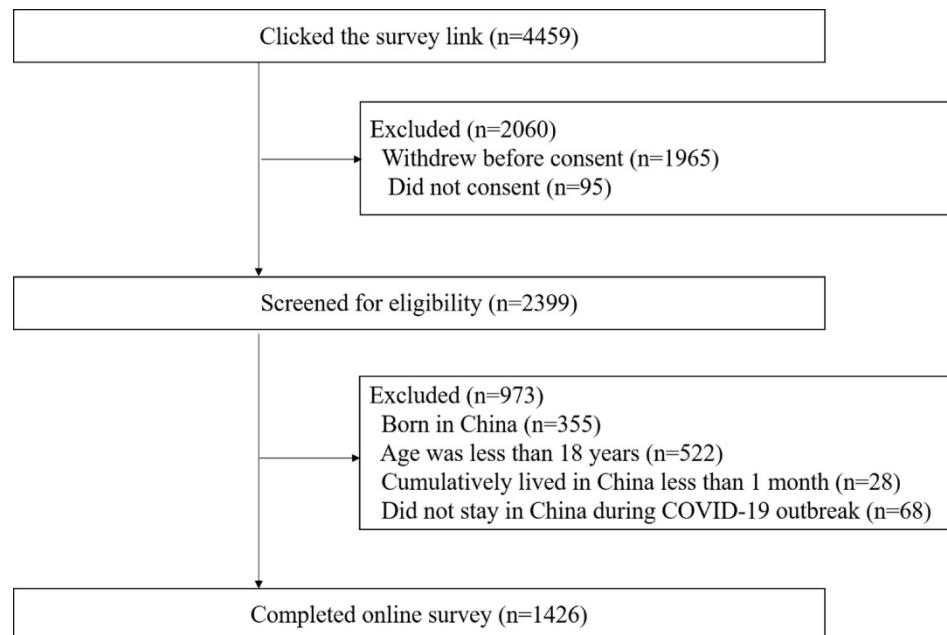 Clicked the survey link (n=4459)
Excluded (n=2060)
Withdrew before consent (n=1965)
Did not consent (n=95)
Screened for eligibility (n=2399)
Excluded (n=973)
Born in China (n=355)
Age was less than 18 years (n=522)
Cumulatively lived in China less than 1 month (n=28)
Did not stay in China during COVID-19 outbreak (n=68)
Completed online survey (n=1426)